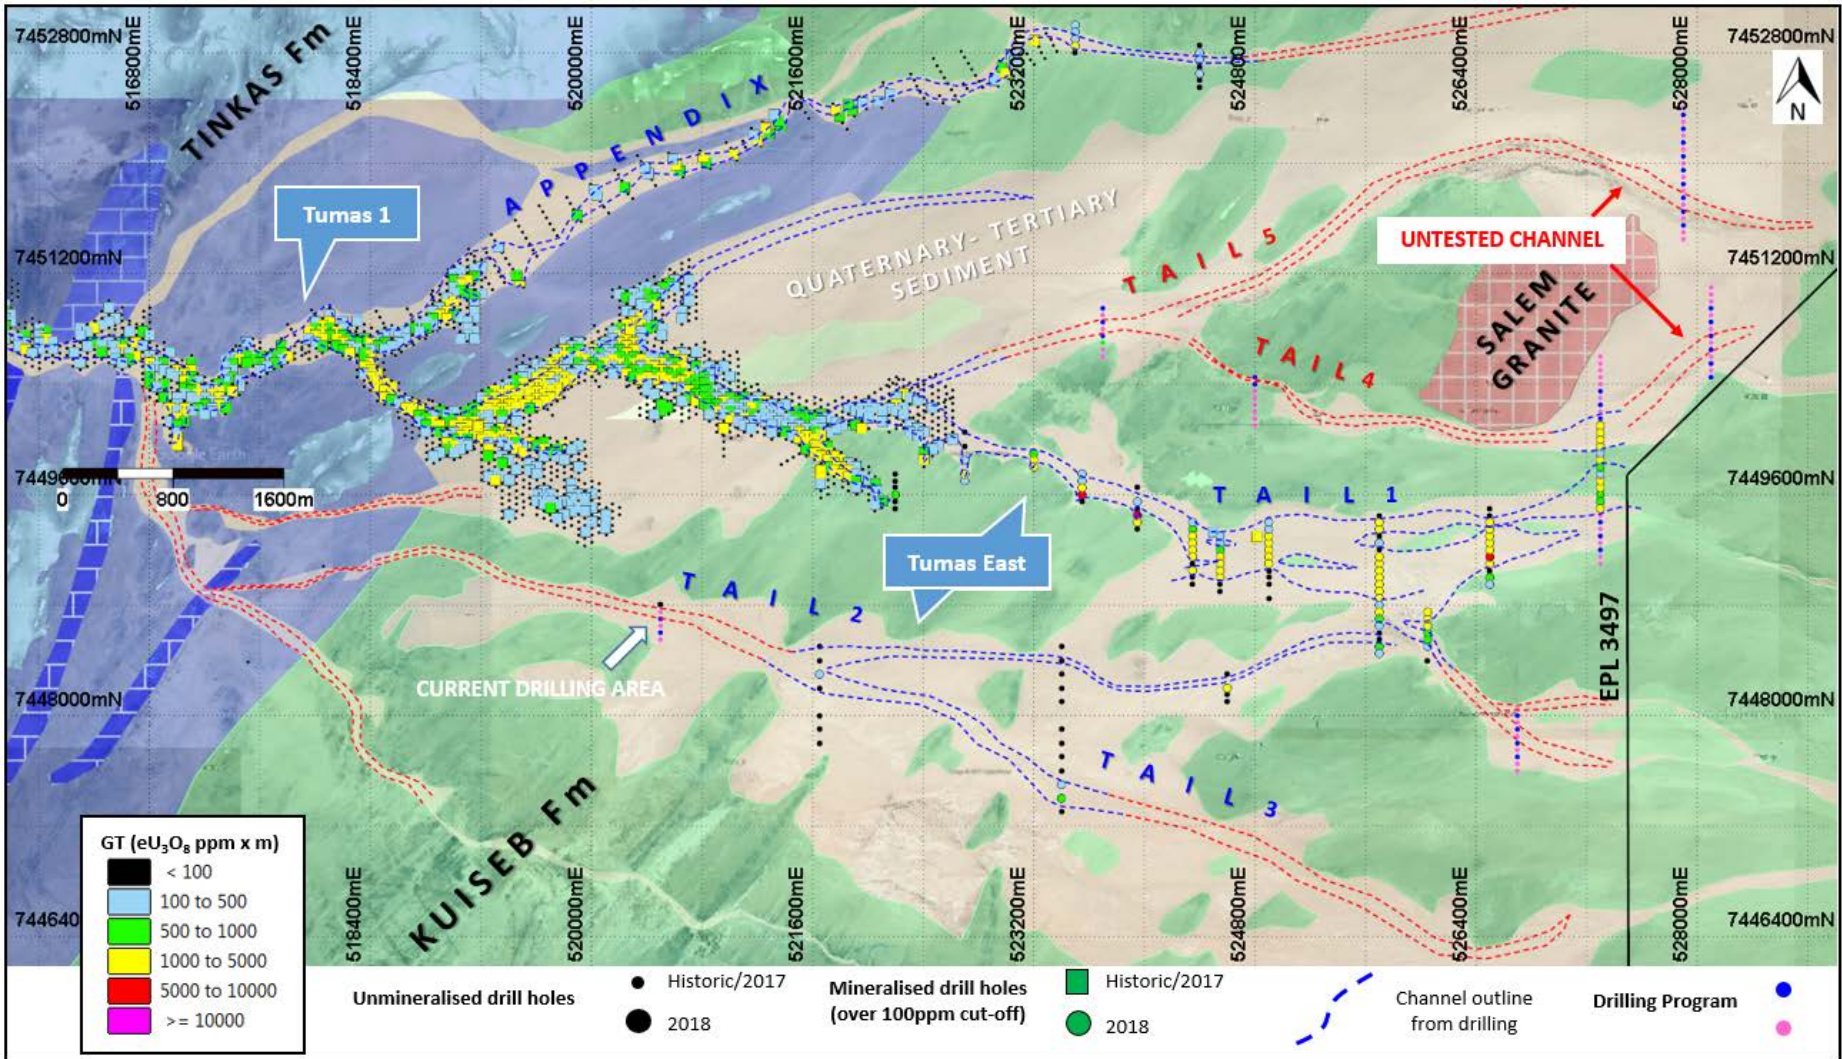 7452800mN
7452800mN
516800mE
518400mE
520000mE
521600mE
523200mE
524800mE
526400mE
528000mE
N
TINKAS Fm
APPENDIX
Tumas 1
7451200mN
7451200mN
QUATERNARY- TERTIARY
SEDIMENT
TAIL 5
UNTESTED CHANNEL
SALEM
GRANITE
TAIL 4
7449600mN
7449600mN
0 800 1600m
TAIL 1
Tumas East
TAIL 2
EPL 3497
CURRENT DRILLING AREA
7448000mN
7448000mN
TAIL 3
KUISEB Fm
7446400
7446400mN
518400mE
520000mE
521600mE
523200mE
524800mE
526400mE
528000mE
GT (eU₃O₈ ppm x m)
< 100
100 to 500
500 to 1000
1000 to 5000
5000 to 10000
>= 10000
Unmineralised drill holes
Historic/2017
2018
Mineralised drill holes
(over 100ppm cut-off)
Historic/2017
2018
Channel outline
from drilling
Drilling Program